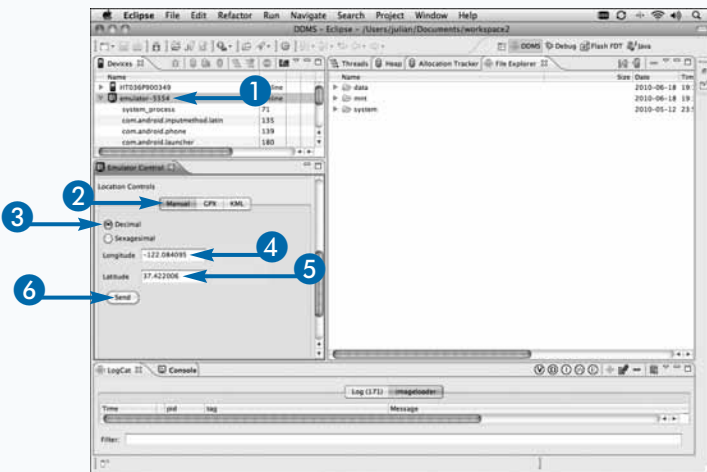 Eclipse File Edit Refactor Run Navigate Search Project Window Help
DDMS - Eclipse - /Users/julian/Documents/workspace2
DDMS Debug Flash FDT Java
Devices
Name
HT036P900349
emulator-5554
system_process 71
com.android.inputmethod.latin 135
com.android.phone 139
com.android.launcher 180
Threads Heap Allocation Tracker File Explorer
Name Size Date
data 2010-06-18
mnt 2010-06-18
system 2010-05-12
Emulator Control
Location Controls
Manual GPX KML
Decimal
Sexagesimal
Longitude -122.084095
Latitude 37.422006
Send
1
2
3
4
5
6
LogCat Console
Log (171) imageloader
Time pid tag Message
Filter: